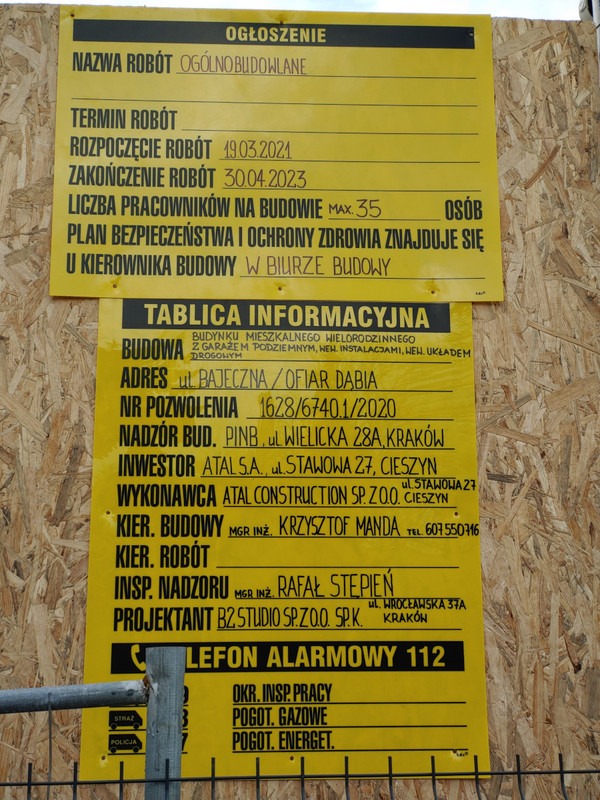 OGŁOSZENIE
NAZWA ROBÓT OGÓLNOBUDOWLANE
TERMIN ROBÓT
ROZPOCZĘCIE ROBÓT 19.03.2021
ZAKOŃCZENIE ROBÓT 30.04.2023
LICZBA PRACOWNIKÓW NA BUDOWIE MAX. 35 OSÓB
PLAN BEZPIECZEŃSTWA I OCHRONY ZDROWIA ZNAJDUJE SIĘ
U KIEROWNIKA BUDOWY W BIURZE BUDOWY
TABLICA INFORMACYJNA
BUDOWA BUDYNKU MIESZKALNEGO WIELORODZINNEGO
Z GARAŻEM PODZIEMNYM, WEW. INSTALACJAMI, WEW. UKŁADEM
DROGOWYM
ADRES ul. BAJECZNA / OFIAR DĄBIA
NR POZWOLENIA 1628/6740.1/2020
NADZÓR BUD. PINB, ul. WIELICKA 28A, KRAKÓW
INWESTOR ATAL S.A., ul. STAWOWA 27, CIESZYN
WYKONAWCA ATAL CONSTRUCTION SP. Z O.O. ul. STAWOWA 27
CIESZYN
KIER. BUDOWY MGR INŻ. KRZYSZTOF MANDA TEL. 607 550 716
KIER. ROBÓT
INSP. NADZORU MGR. INŻ. RAFAŁ STĘPIEŃ
PROJEKTANT B2 STUDIO SP. Z O.O. SP. K. ul. WROCŁAWSKA 37A
KRAKÓW
LEFON ALARMOWY 112
9 OKR. INSP. PRACY
STRAŻ 8 POGOT. GAZOWE
POLICJA 7 POGOT. ENERGET.